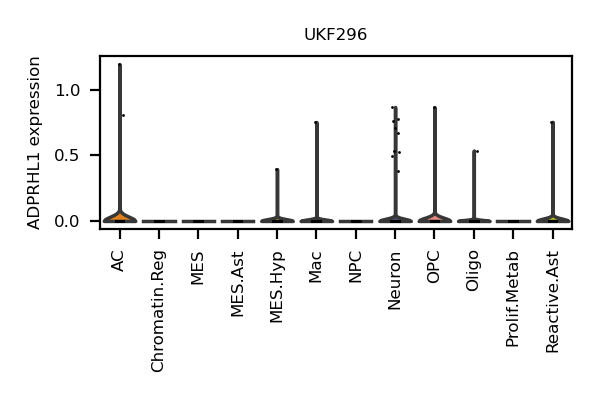 UKF296
ADPRHL1 expression
1.0
0.5
0.0
AC
Chromatin.Reg
MES
MES.Ast
MES.Hyp
Mac
NPC
Neuron
OPC
Oligo
Prolif.Metab
Reactive.Ast